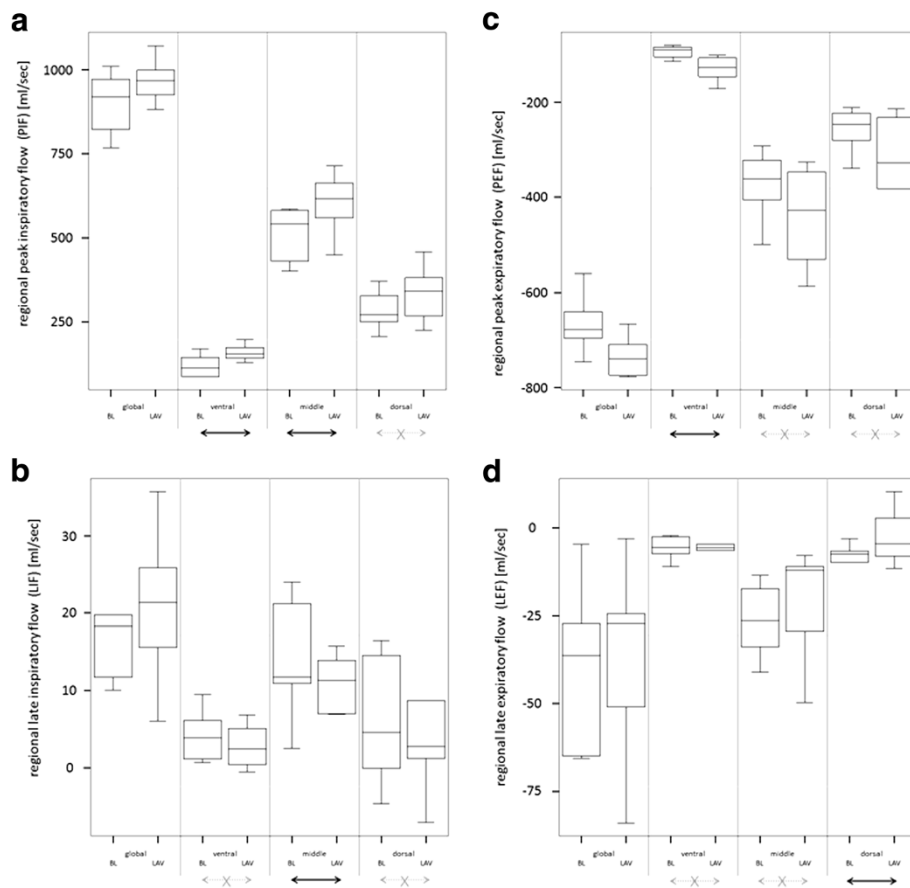 a
regional peak inspiratory flow (PIF) [ml/sec]
1000
750
500
250
BL LAV BL LAV BL LAV BL LAV
global ventral middle dorsal
X
c
regional peak expiratory flow (PEF) [ml/sec]
-200
-400
-600
-800
BL LAV BL LAV BL LAV BL LAV
global ventral middle dorsal
X X
b
regional late inspiratory flow (LIF) [ml/sec]
30
20
10
0
BL LAV BL LAV BL LAV BL LAV
global ventral middle dorsal
X X
d
regional late expiratory flow (LEF) [ml/sec]
0
-25
-50
-75
BL LAV BL LAV BL LAV BL LAV
global ventral middle dorsal
X X